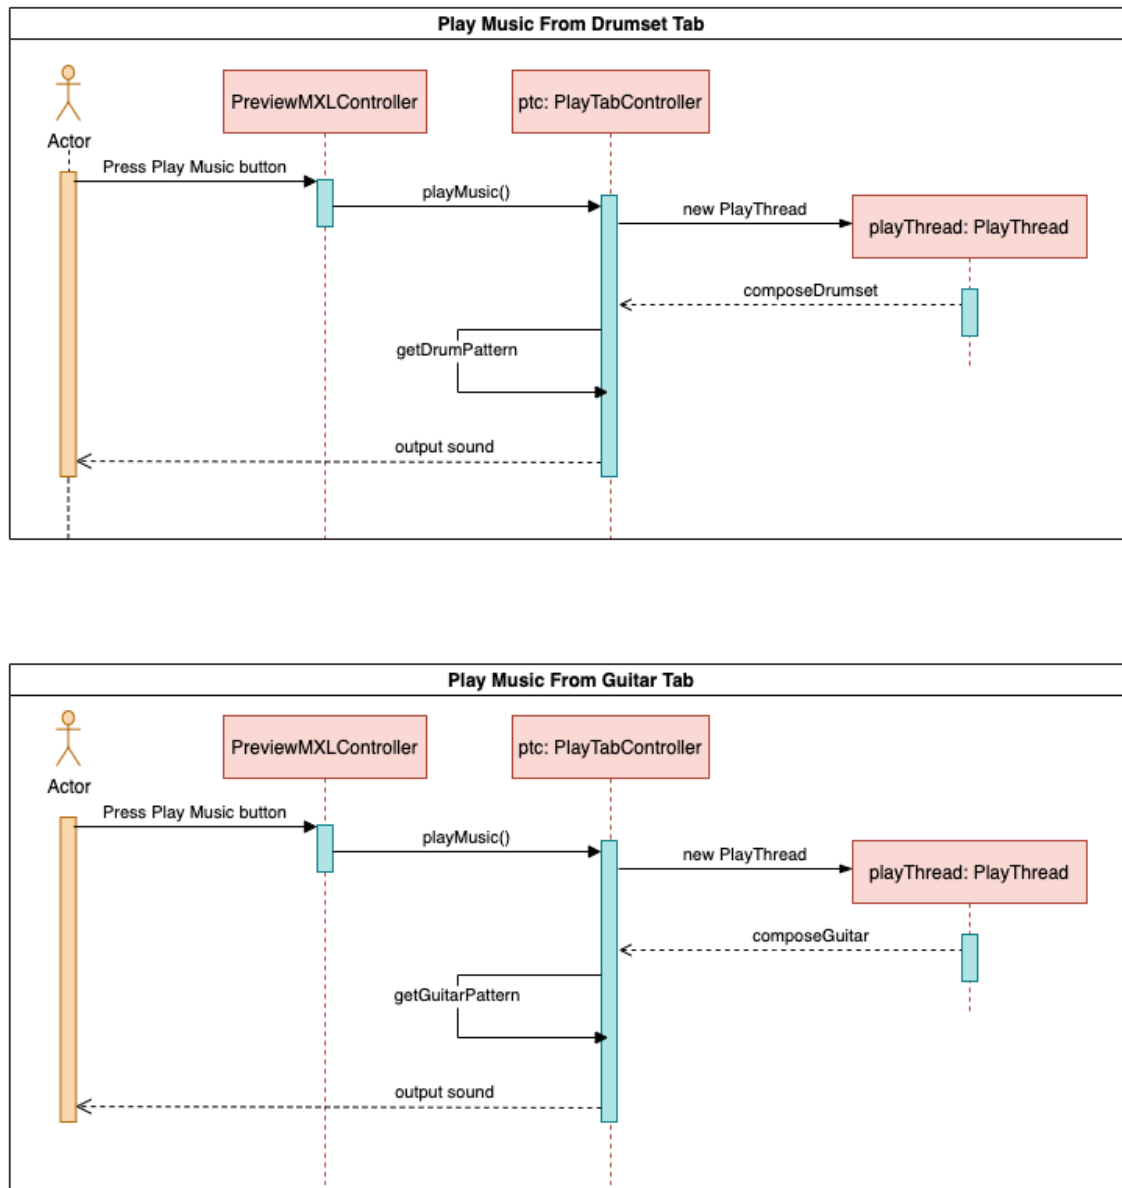 Play Music From Drumset Tab
Actor
PreviewMXLController
ptc: PlayTabController
Press Play Music button
playMusic()
new PlayThread
playThread: PlayThread
composeDrumset
getDrumPattern
output sound
Play Music From Guitar Tab
Actor
PreviewMXLController
ptc: PlayTabController
Press Play Music button
playMusic()
new PlayThread
playThread: PlayThread
composeGuitar
getGuitarPattern
output sound